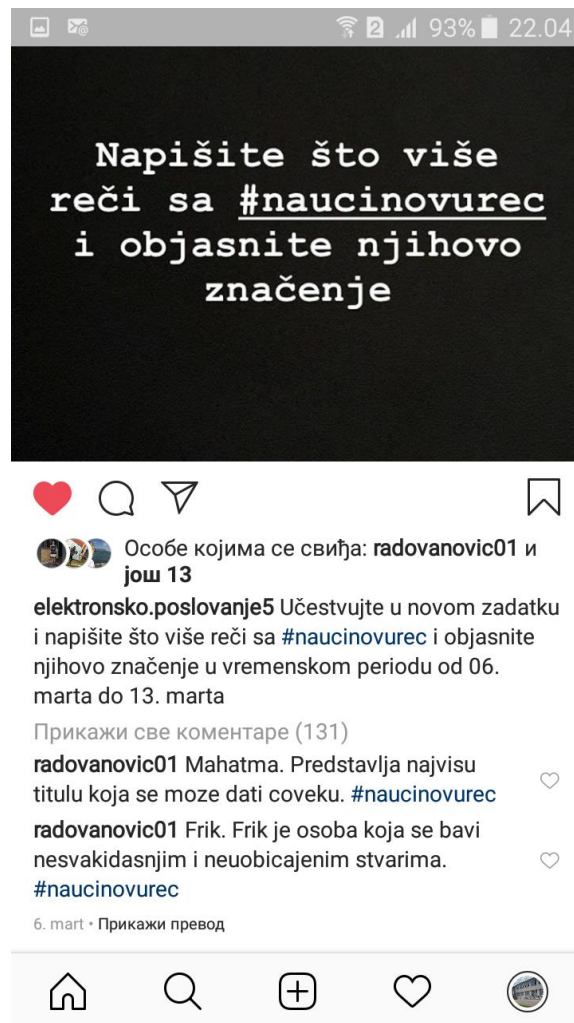 2 93% 22.04
Napišite što više
reči sa #naucinovurec
i objasnite njihovo
značenje
Особе којима се свиђа: radovanovic01 и
још 13
elektronsko.poslovanje5 Učestvujte u novom zadatku
i napišite što više reči sa #naucinovurec i objasnite
njihovo značenje u vremenskom periodu od 06.
marta do 13. marta
Прикажи све коментаре (131)
radovanovic01 Mahatma. Predstavlja najvisu
titulu koja se moze dati coveku. #naucinovurec
radovanovic01 Frik. Frik je osoba koja se bavi
nesvakidasnjim i neuobicajenim stvarima.
#naucinovurec
6. mart • Прикажи превод